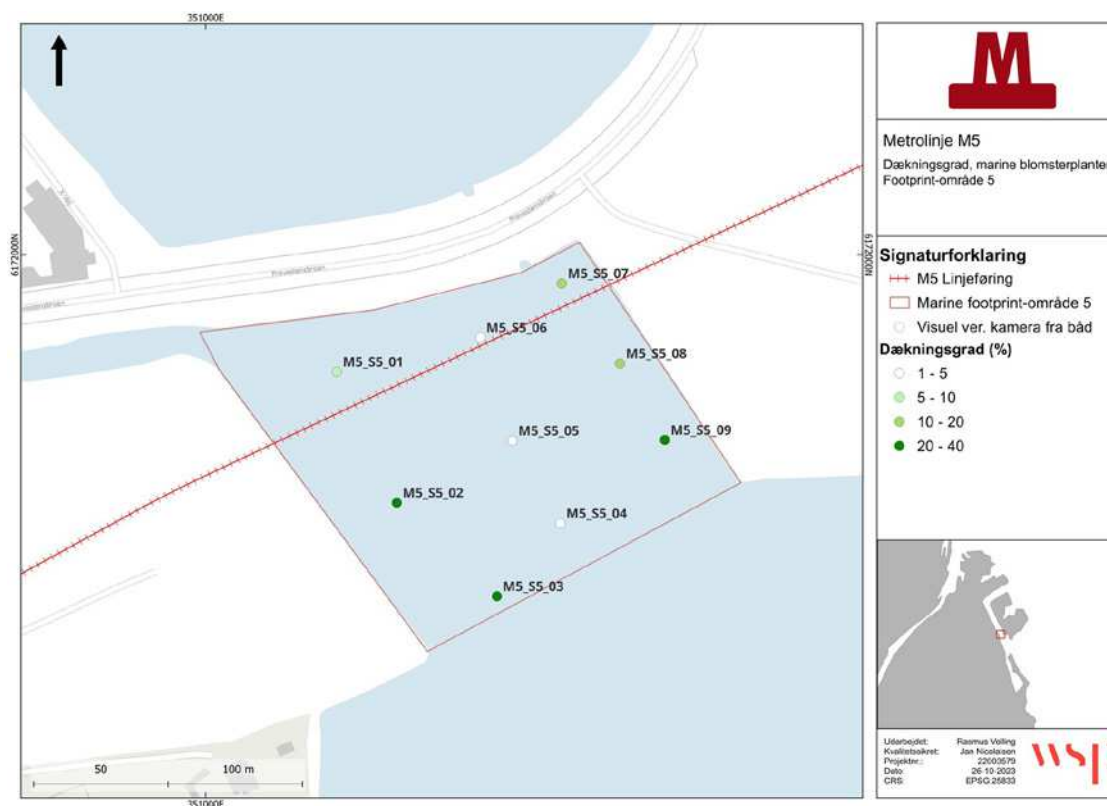 351000E
6172000N
6172000N
Prøvestensbroen
M5_S5_07
M5_S5_06
M5_S5_01
M5_S5_08
M5_S5_05
M5_S5_09
M5_S5_02
M5_S5_04
M5_S5_03
50
100 m
351000E
M
Metrolinje M5
Dækningsgrad, marine blomsterplanter
Footprint-område 5
Signaturforklaring
M5 Linjeføring
Marine footprint-område 5
Visuel ver. kamera fra båd
Dækningsgrad (%)
1 - 5
5 - 10
10 - 20
20 - 40
Udarbejdet: Rasmus Vølling
Kvalitetssikret: Jan Nicolaisen
Projektnr.: 22003579
Dato: 26-10-2023
CRS: EPSG:25833
WSP